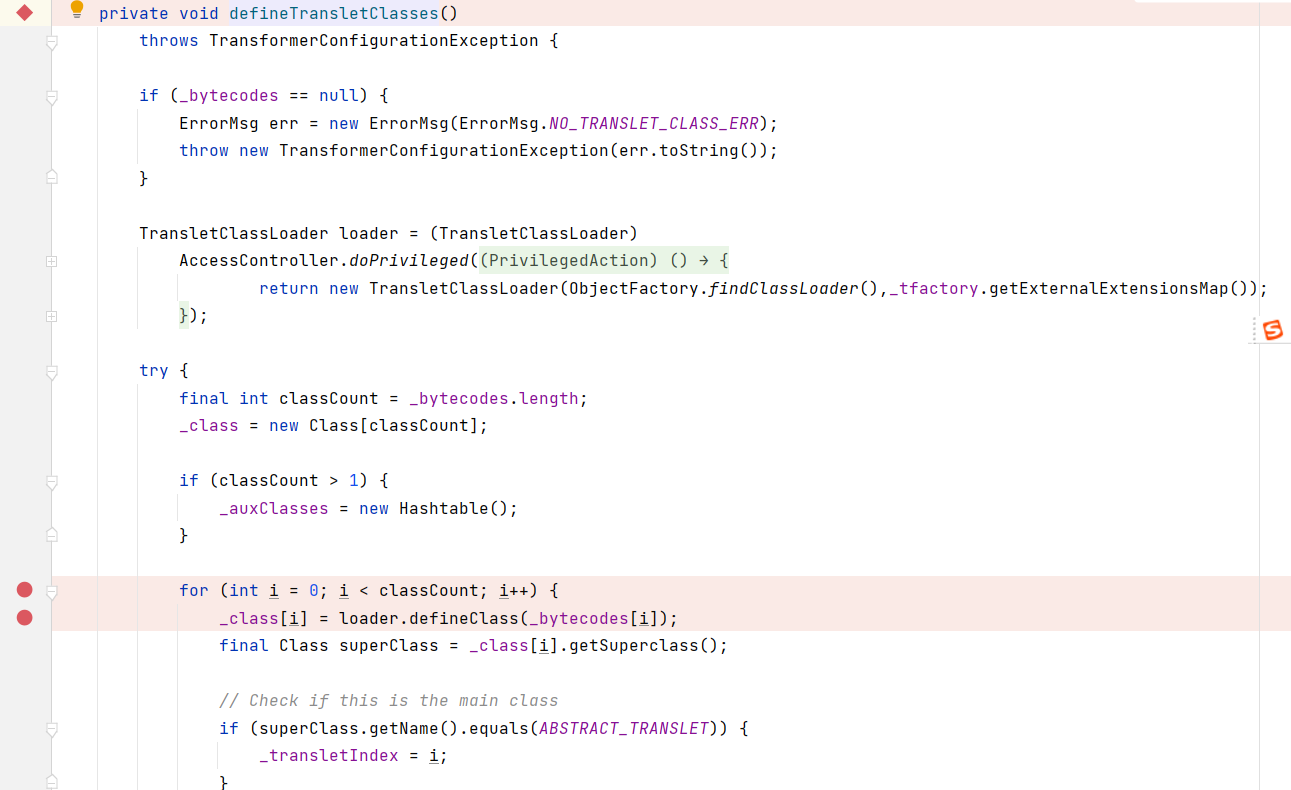 private void defineTransletClasses()
    throws TransformerConfigurationException {

    if (_bytecodes == null) {
        ErrorMsg err = new ErrorMsg(ErrorMsg.NO_TRANSLET_CLASS_ERR);
        throw new TransformerConfigurationException(err.toString());
    }

    TransletClassLoader loader = (TransletClassLoader)
        AccessController.doPrivileged((PrivilegedAction) () → {
                return new TransletClassLoader(ObjectFactory.findClassLoader(),_tfactory.getExternalExtensionsMap());
        });

    try {
        final int classCount = _bytecodes.length;
        _class = new Class[classCount];

        if (classCount > 1) {
            _auxClasses = new Hashtable();
        }

        for (int i = 0; i < classCount; i++) {
            _class[i] = loader.defineClass(_bytecodes[i]);
            final Class superClass = _class[i].getSuperclass();

            // Check if this is the main class
            if (superClass.getName().equals(ABSTRACT_TRANSLET)) {
                _transletIndex = i;
            }